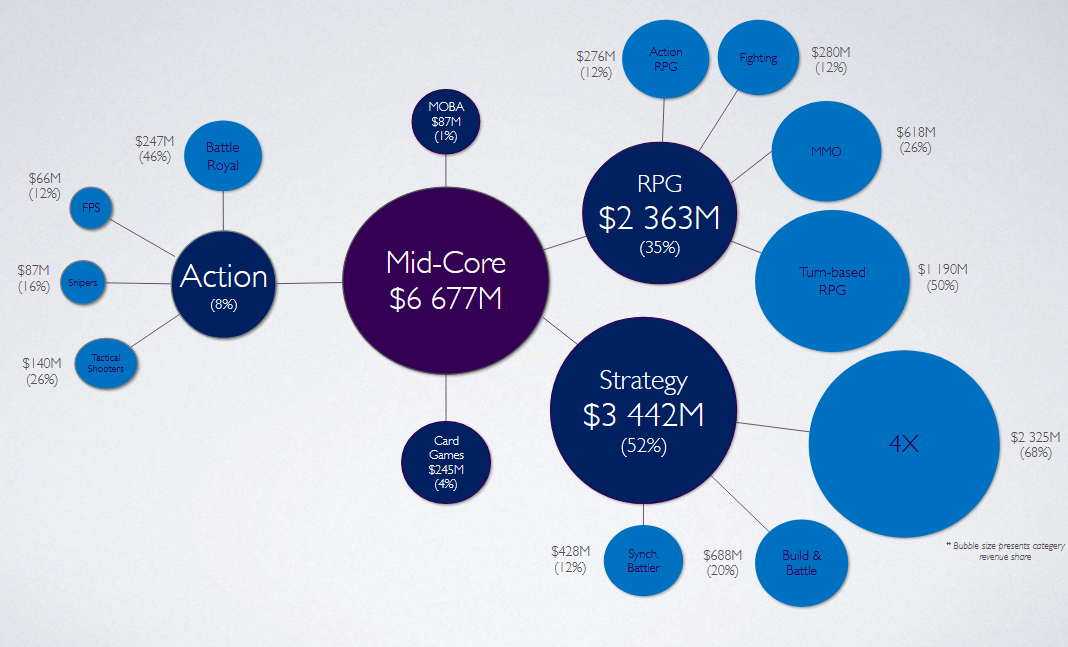 Mid-Core
$6 677M
MOBA
$87M
(1%)
Card
Games
$245M
(4%)
Action
(8%)
$247M
(46%)
Battle
Royal
$66M
(12%)
FPS
$87M
(16%)
Snipers
$140M
(26%)
Tactical
Shooters
RPG
$2 363M
(35%)
$276M
(12%)
Action
RPG
Fighting
$280M
(12%)
MMO
$618M
(26%)
Turn-based
RPG
$1 190M
(50%)
Strategy
$3 442M
(52%)
4X
$2 325M
(68%)
$428M
(12%)
Synch.
Battler
$688M
(20%)
Build &
Battle
** Bubble size presents category
revenue share